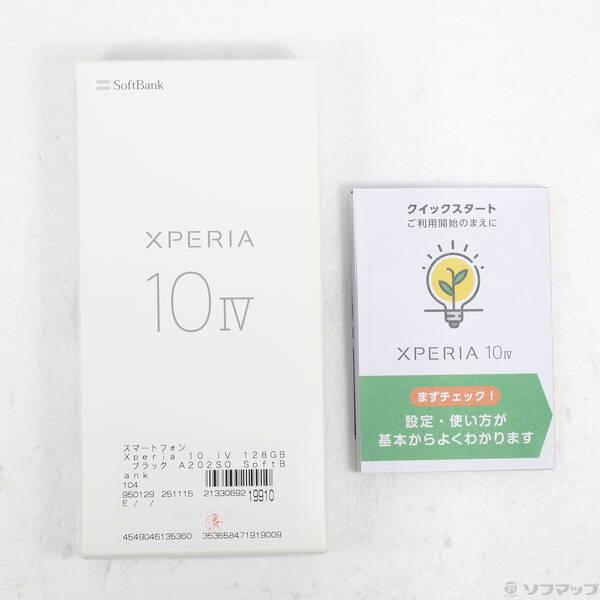 SoftBank
XPERIA
10 IV
スマートフォン
Xperia 10 IV 128GB
ブラック A202SO SoftB
ank
104
950129 251115 21330692 19910
E/ /
4549046135360 353658471919009
クイックスタート
ご利用開始のまえに
XPERIA 10 IV
まずチェック!
設定・使い方が
基本からよくわかります
ソフマップ